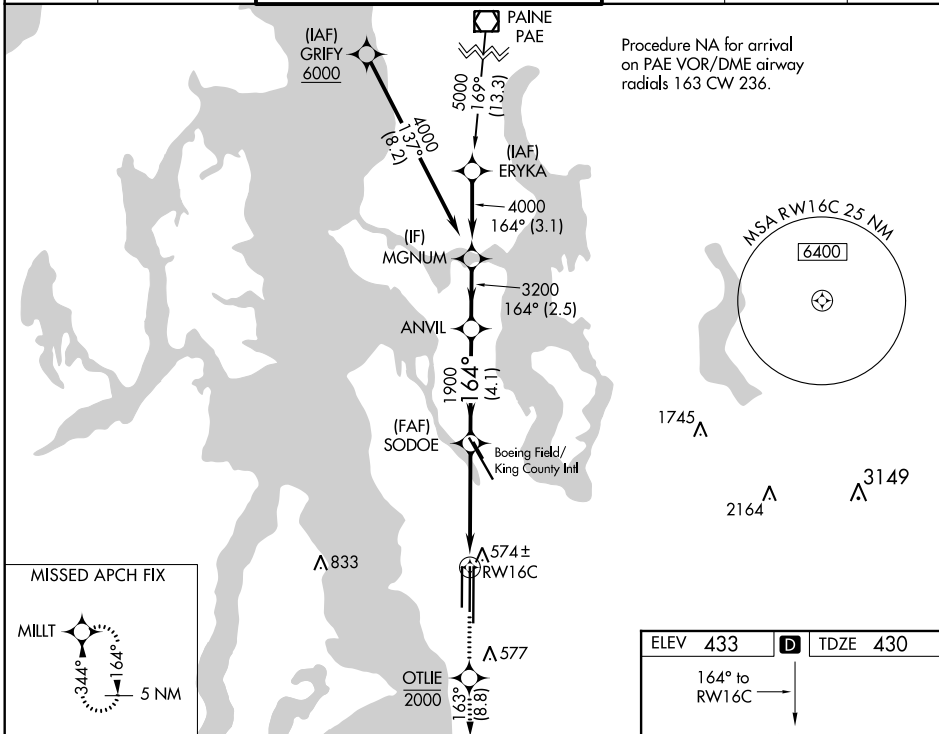 PAINE
PAE
(IAF)
GRIFY
6000
Procedure NA for arrival
on PAE VOR/DME airway
radials 163 CW 236.
5000
169°
(13.3)
4000
137°
(8.2)
(IAF)
ERYKA
4000
164° (3.1)
(IF)
MGNUM
3200
164° (2.5)
ANVIL
MSA RW16C 25 NM
6400
1900
164°
(4.1)
(FAF)
SODOE
Boeing Field/
King County Intl
1745
2164
3149
833
574±
RW16C
MISSED APCH FIX
MILLT
344°
164°
5 NM
577
OTLIE
2000
163°
(8.8)
ELEV 433 D TDZE 430
164° to
RW16C